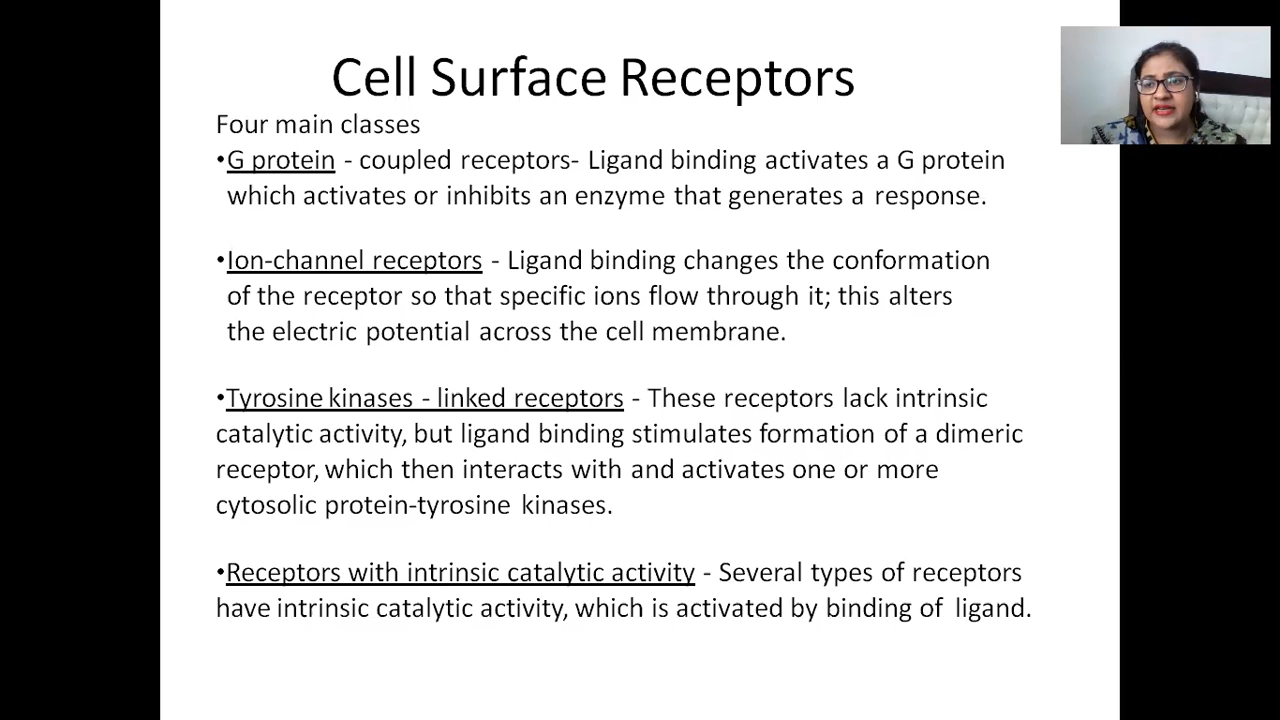 Cell Surface Receptors
Four main classes
•G protein - coupled receptors- Ligand binding activates a G protein
which activates or inhibits an enzyme that generates a response.
•Ion-channel receptors - Ligand binding changes the conformation
of the receptor so that specific ions flow through it; this alters
the electric potential across the cell membrane.
•Tyrosine kinases - linked receptors - These receptors lack intrinsic
catalytic activity, but ligand binding stimulates formation of a dimeric
receptor, which then interacts with and activates one or more
cytosolic protein-tyrosine kinases.
•Receptors with intrinsic catalytic activity - Several types of receptors
have intrinsic catalytic activity, which is activated by binding of ligand.